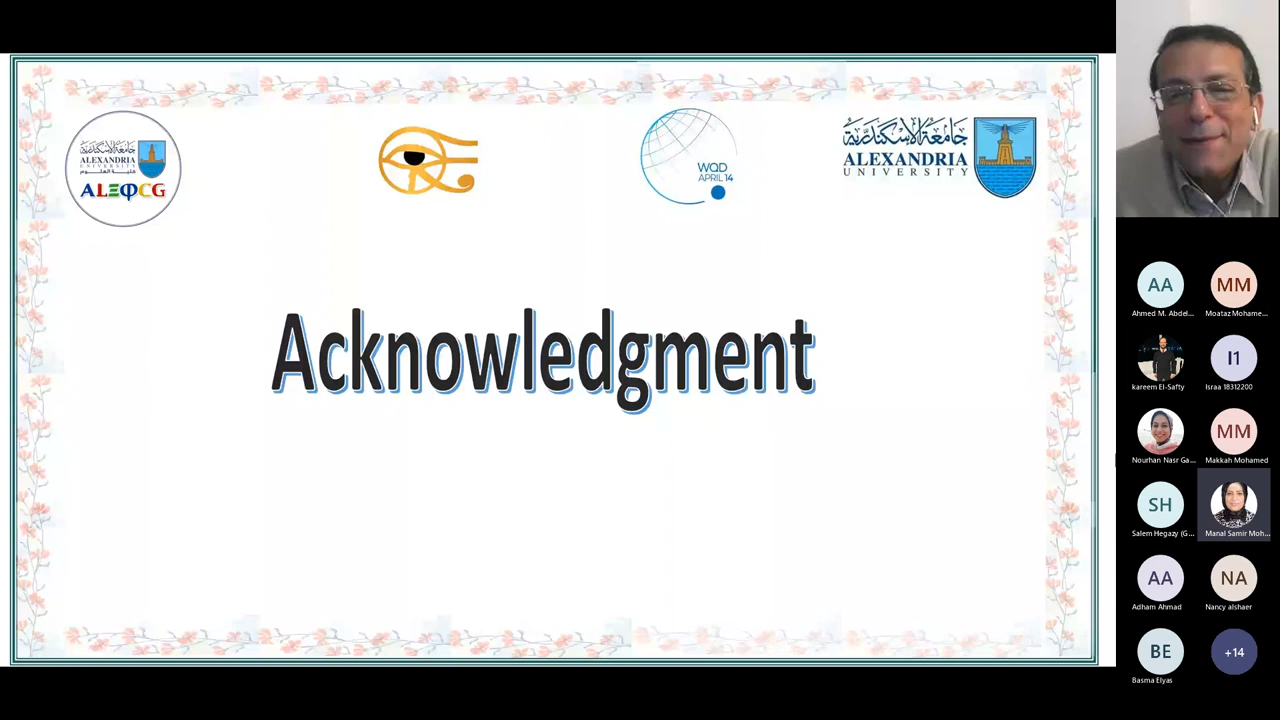 جامعة الإسكندرية
ALEXANDRIA
UNIVERSITY
كلية العلوم
ALEΦCG
WQD
APRIL 14
جامعة الإسكندرية
ALEXANDRIA
UNIVERSITY
Acknowledgment
AA
MM
Ahmed M. Abdel...
Moataz Mohame...
I1
kareem El-Safty
Israa 18312200
MM
Nourhan Nasr Ga...
Makkah Mohamed
SH
Salem Hegazy (G...
Manal Samir Moh...
AA
NA
Adham Ahmad
Nancy alshaer
BE
+14
Basma Elyas